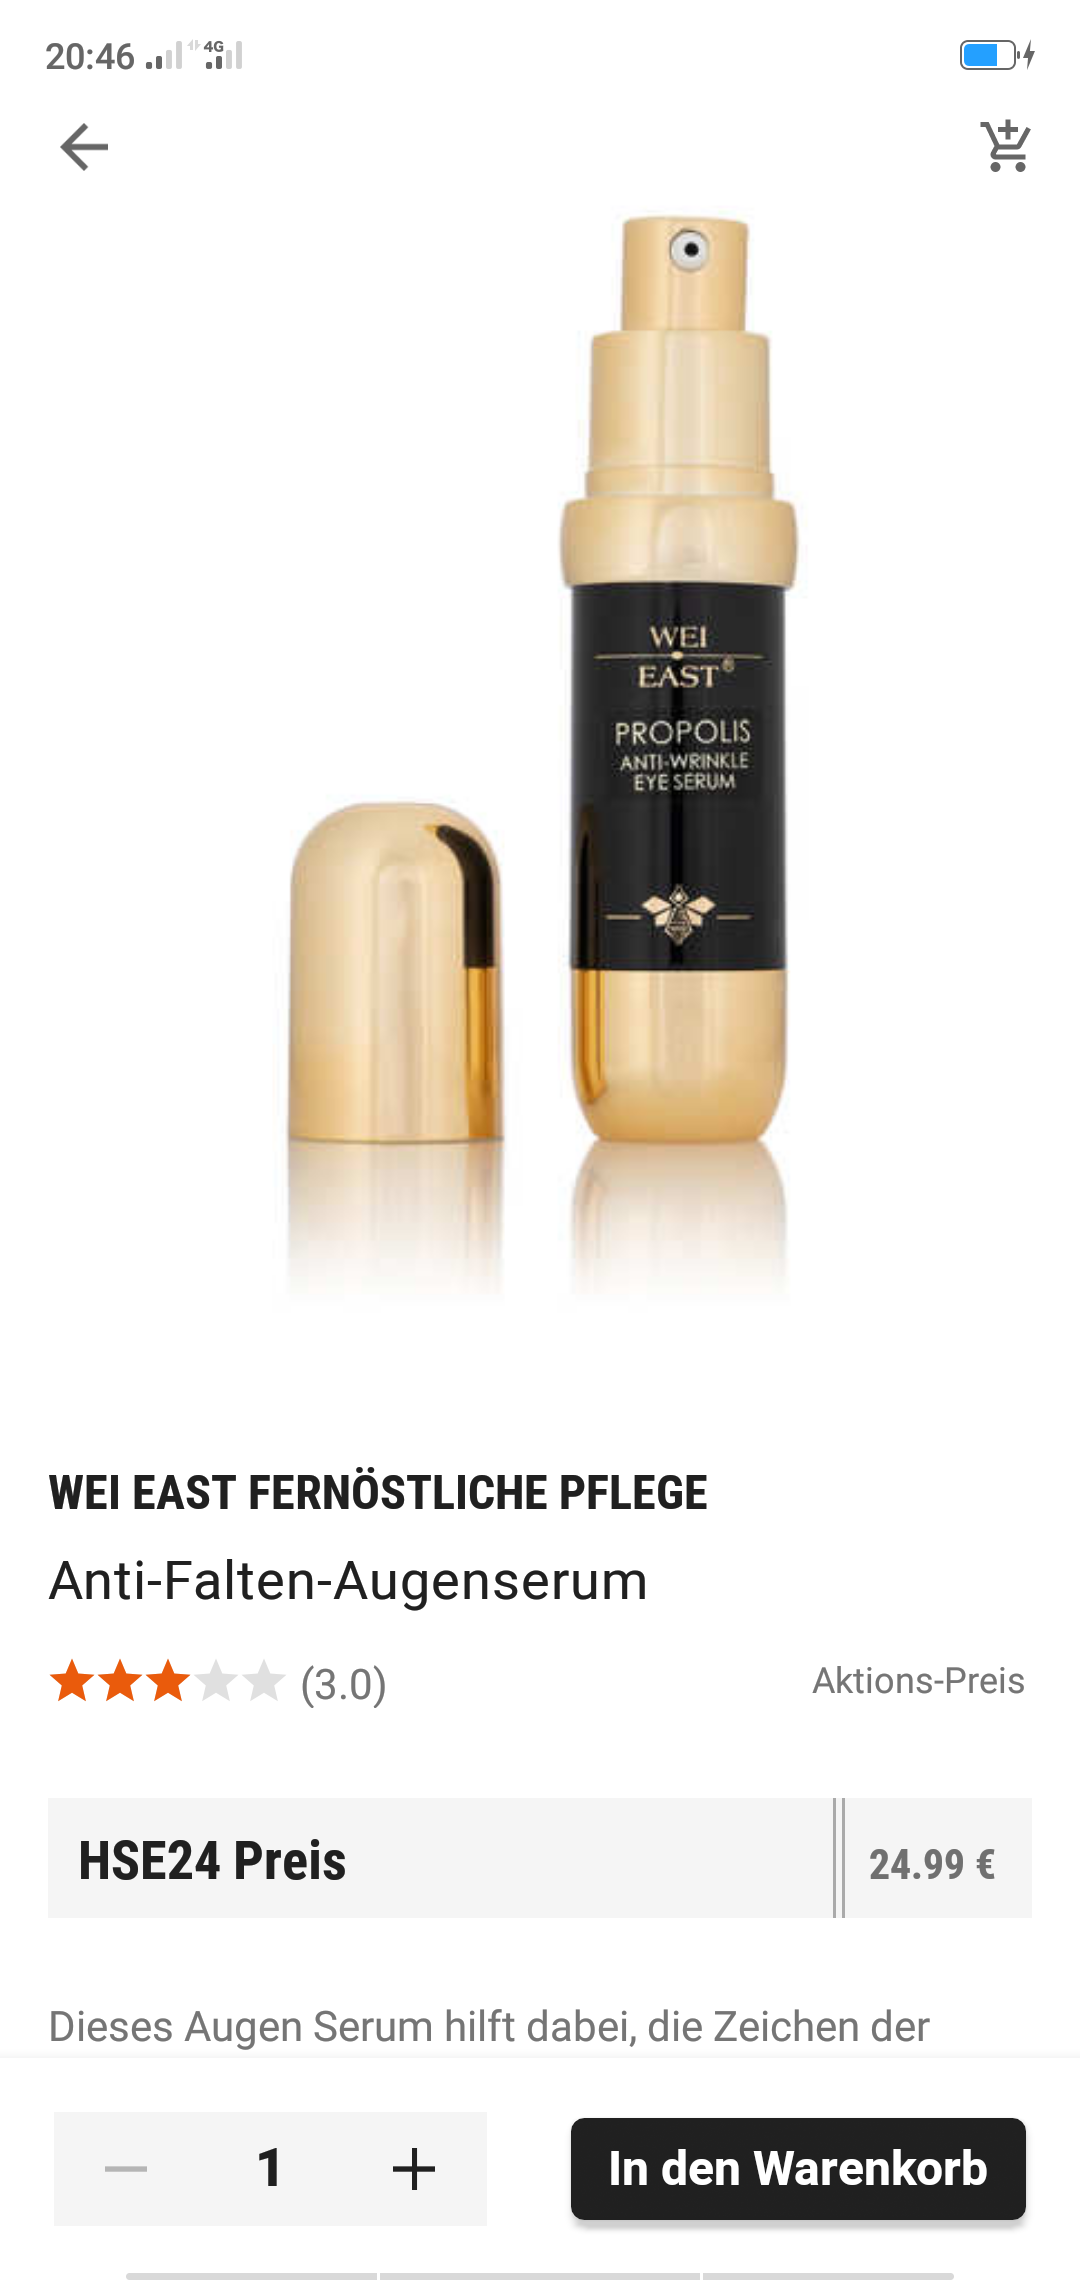 20:46 4G
WEI
EAST®
PROPOLIS
ANTI-WRINKLE
EYE SERUM
WEI EAST FERNÖSTLICHE PFLEGE
Anti-Falten-Augenserum
(3.0) Aktions-Preis
HSE24 Preis 24.99 €
Dieses Augen Serum hilft dabei, die Zeichen der
1 In den Warenkorb